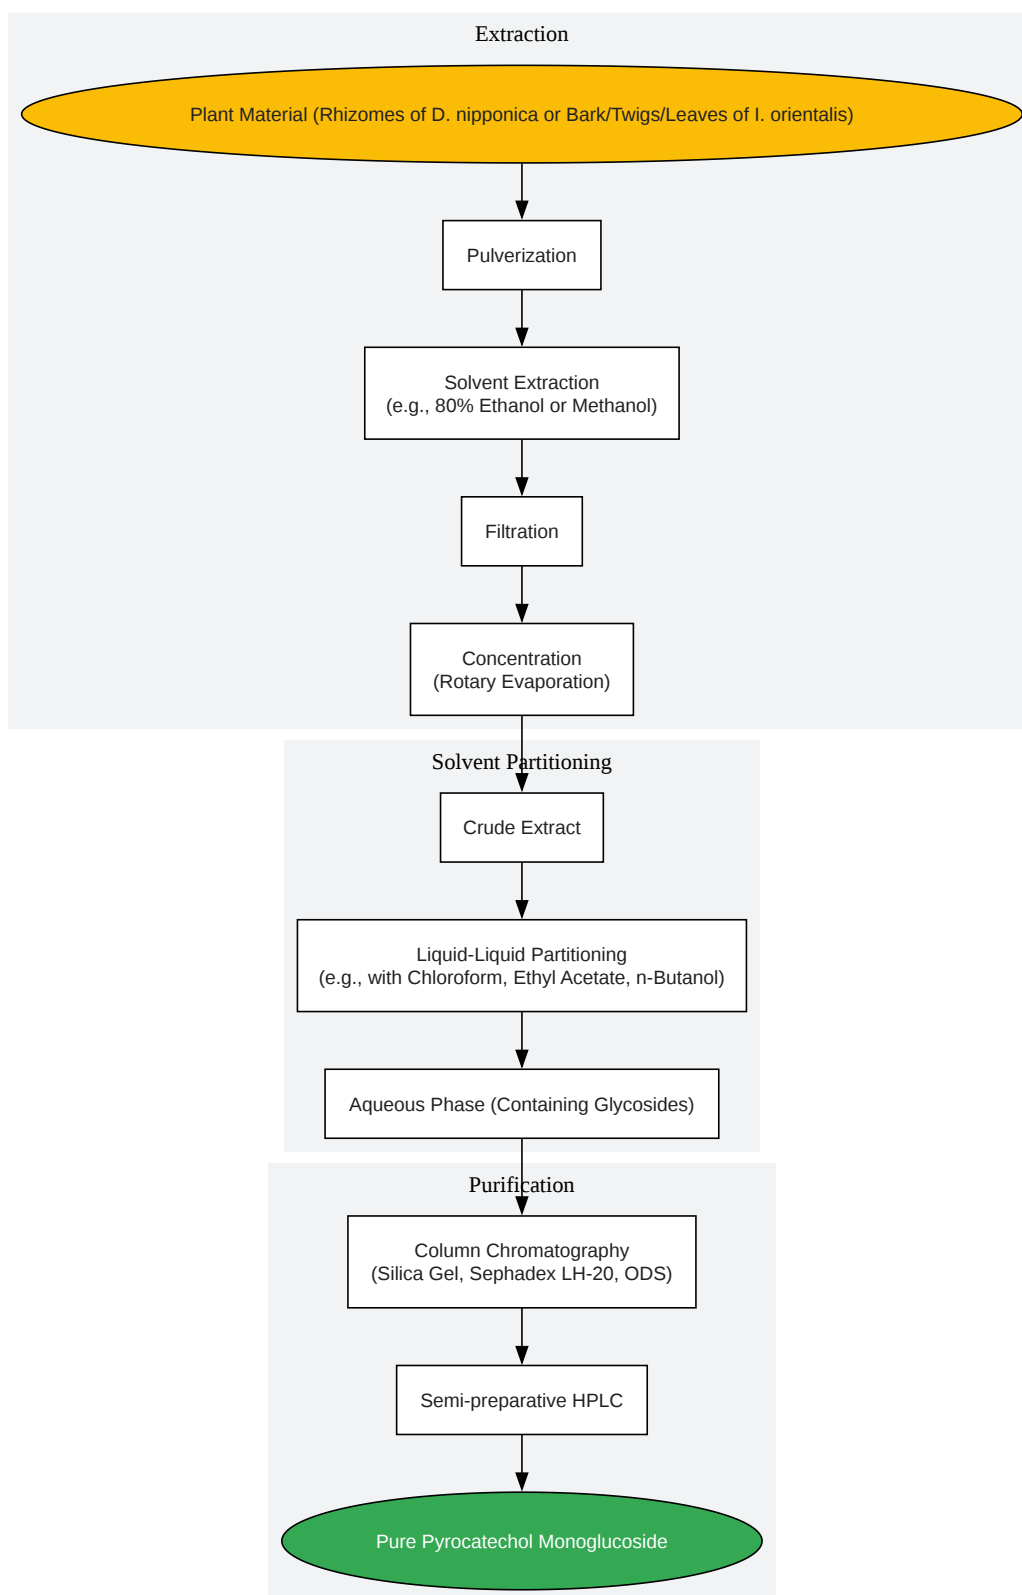 Extraction
Plant Material (Rhizomes of D. nipponica or Bark/Twigs/Leaves of I. orientalis)
Pulverization
Solvent Extraction
(e.g., 80% Ethanol or Methanol)
Filtration
Concentration
(Rotary Evaporation)
Solvent Partitioning
Crude Extract
Liquid-Liquid Partitioning
(e.g., with Chloroform, Ethyl Acetate, n-Butanol)
Aqueous Phase (Containing Glycosides)
Purification
Column Chromatography
(Silica Gel, Sephadex LH-20, ODS)
Semi-preparative HPLC
Pure Pyrocatechol Monoglucoside